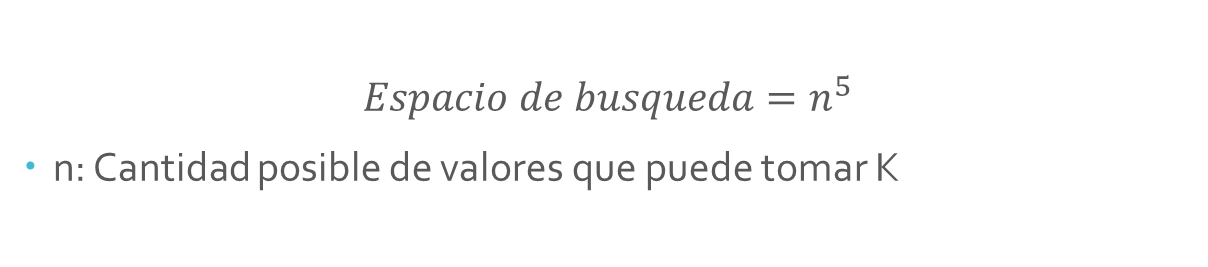 Espacio de busqueda = n⁵
• n: Cantidad posible de valores que puede tomar K